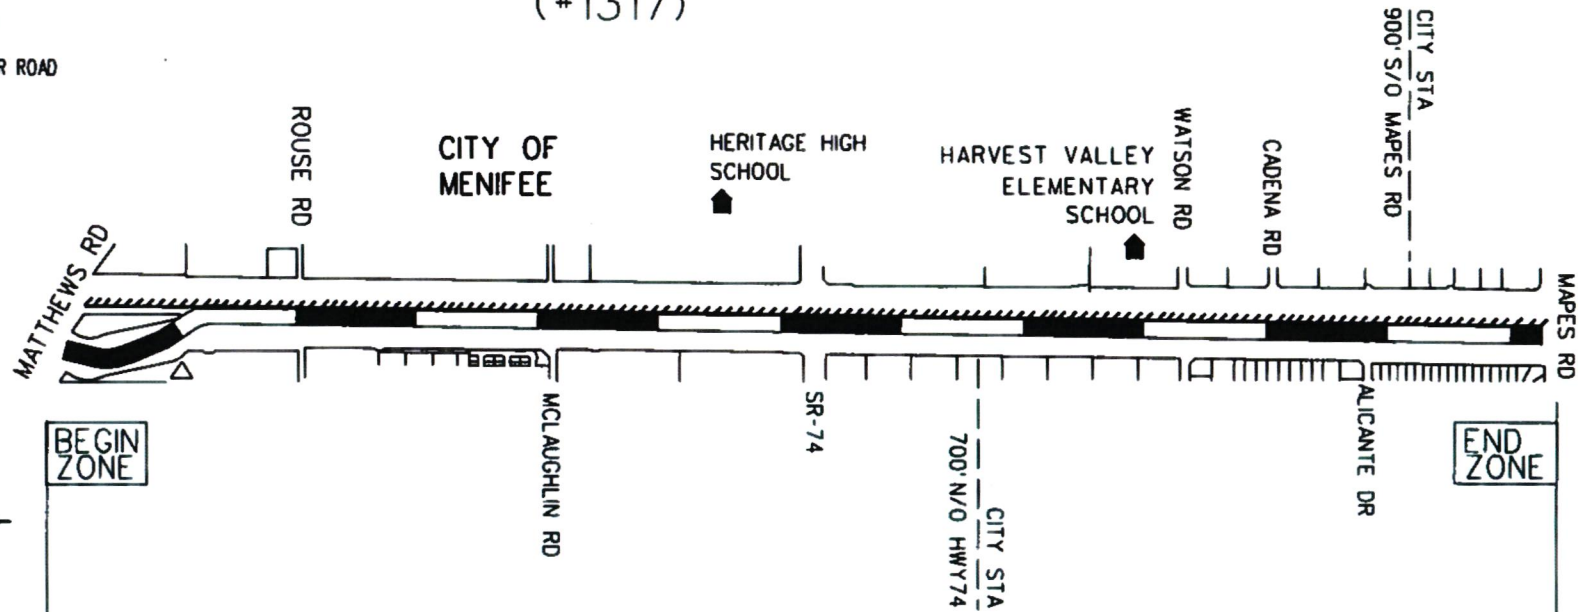 (#1317)
R ROAD
CITY STA
900' S/O MAPES RD
ROUSE RD
CITY OF
MENIFEE
HERITAGE HIGH
SCHOOL
HARVEST VALLEY
ELEMENTARY
SCHOOL
WATSON RD
CADENA RD
MATTHEWS RD
MAPES RD
BEGIN
ZONE
MCLAUGHLIN RD
SR-74
700' N/O HWY74
CITY STA
ALICANTE DR
END
ZONE